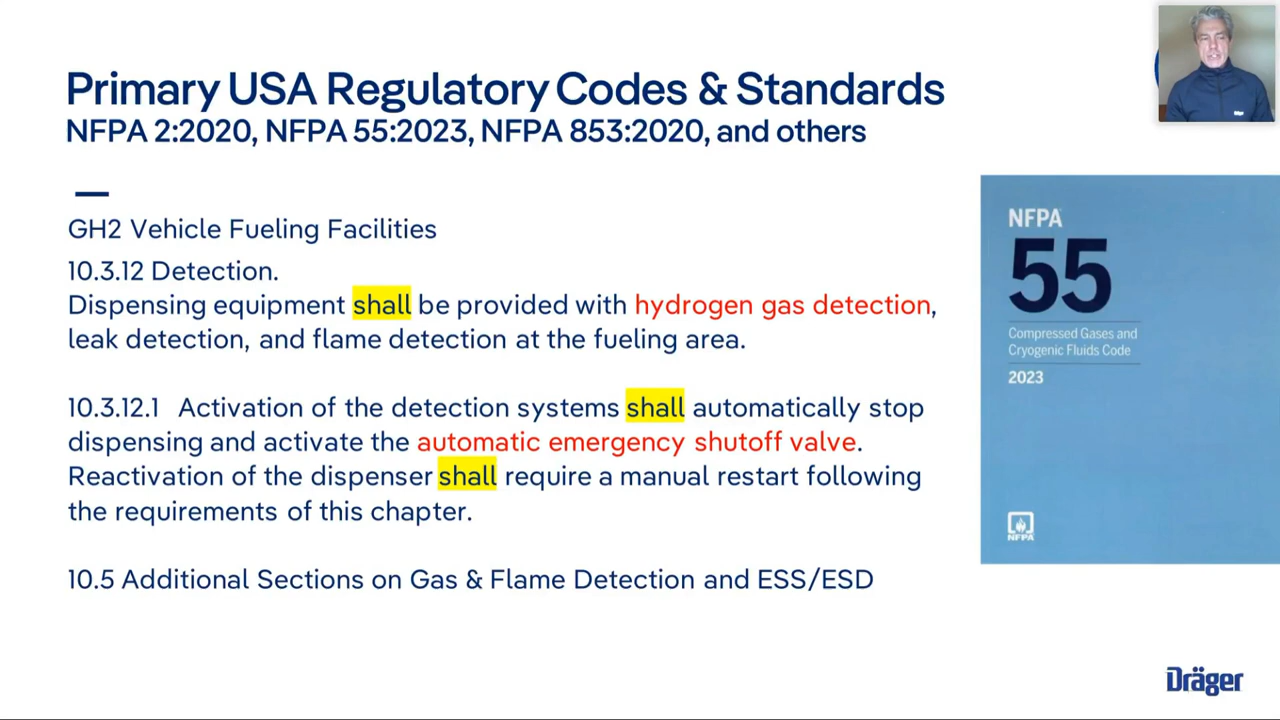 Primary USA Regulatory Codes & Standards
NFPA 2:2020, NFPA 55:2023, NFPA 853:2020, and others
GH2 Vehicle Fueling Facilities
10.3.12 Detection.
Dispensing equipment shall be provided with hydrogen gas detection,
leak detection, and flame detection at the fueling area.
10.3.12.1 Activation of the detection systems shall automatically stop
dispensing and activate the automatic emergency shutoff valve.
Reactivation of the dispenser shall require a manual restart following
the requirements of this chapter.
10.5 Additional Sections on Gas & Flame Detection and ESS/ESD
NFPA
55
Compressed Gases and
Cryogenic Fluids Code
2023
NFPA
Dräger